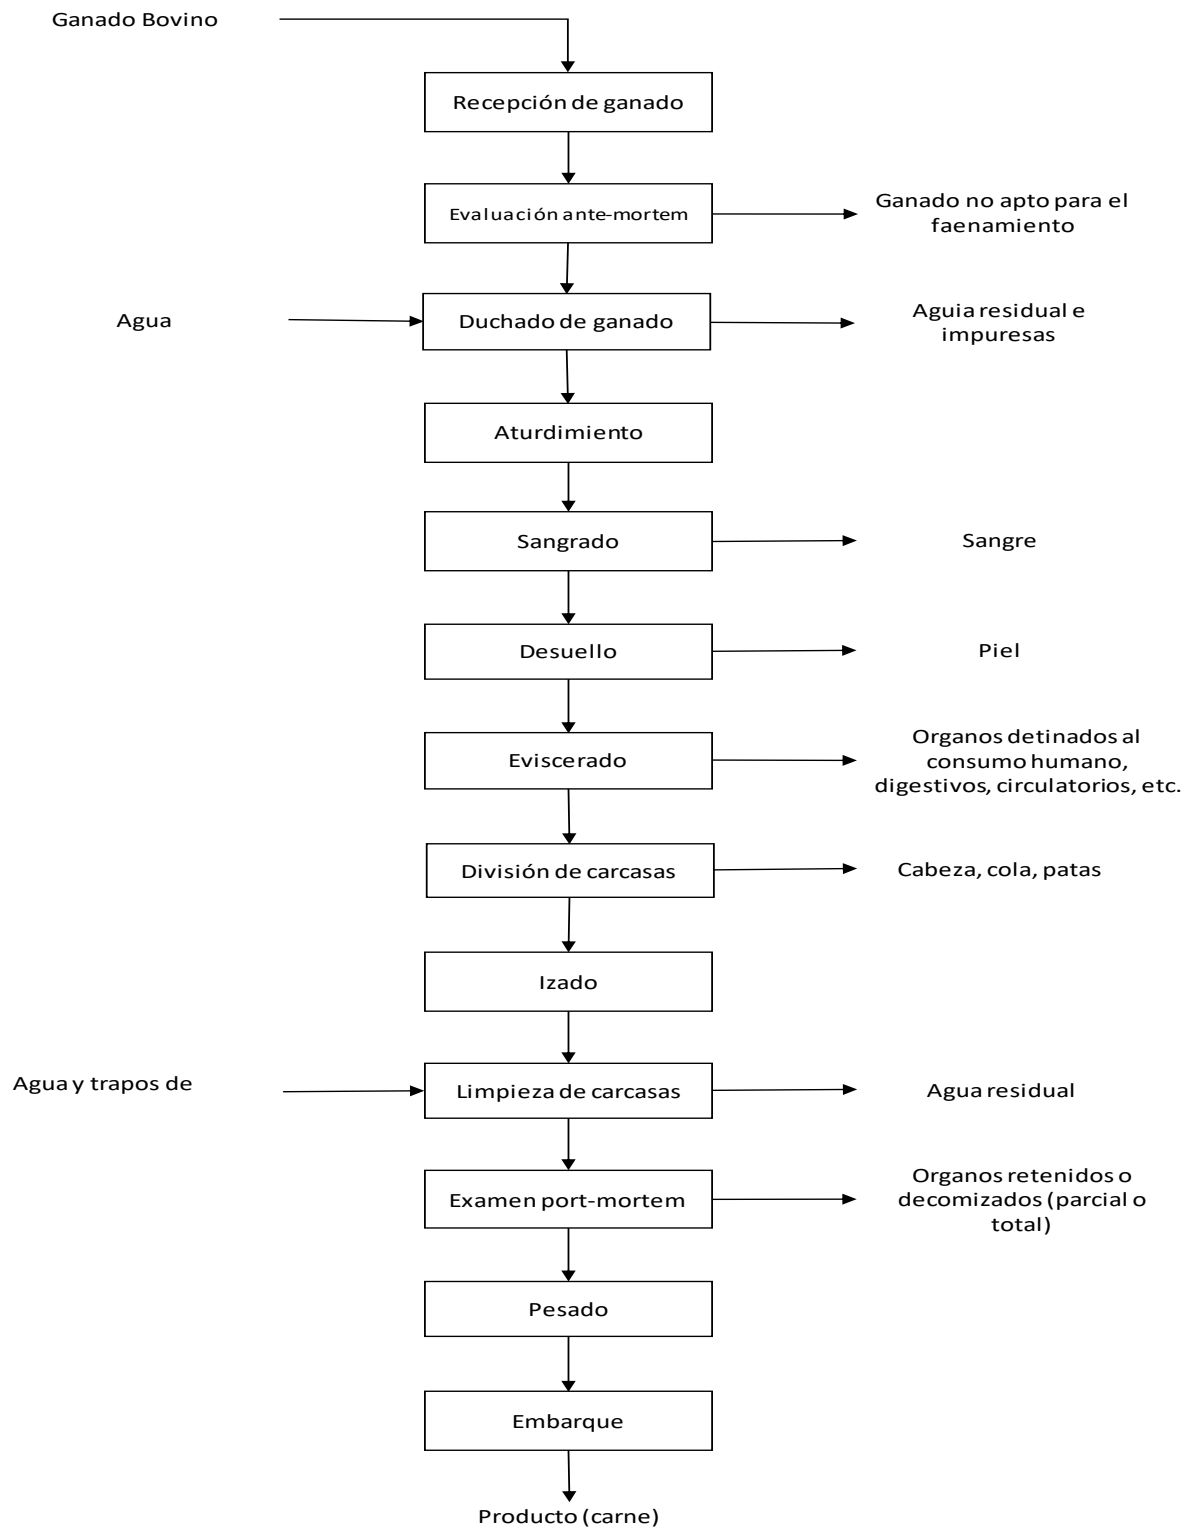 Ganado Bovino
Recepción de ganado
Evaluación ante-mortem
Ganado no apto para el
faenamiento
Agua
Duchado de ganado
Aguia residual e
impuresas
Aturdimiento
Sangrado
Sangre
Desuello
Piel
Eviscerado
Organos detinados al
consumo humano,
digestivos, circulatorios, etc.
División de carcasas
Cabeza, cola, patas
Izado
Agua y trapos de
Limpieza de carcasas
Agua residual
Examen port-mortem
Organos retenidos o
decomizados (parcial o
total)
Pesado
Embarque
Producto (carne)